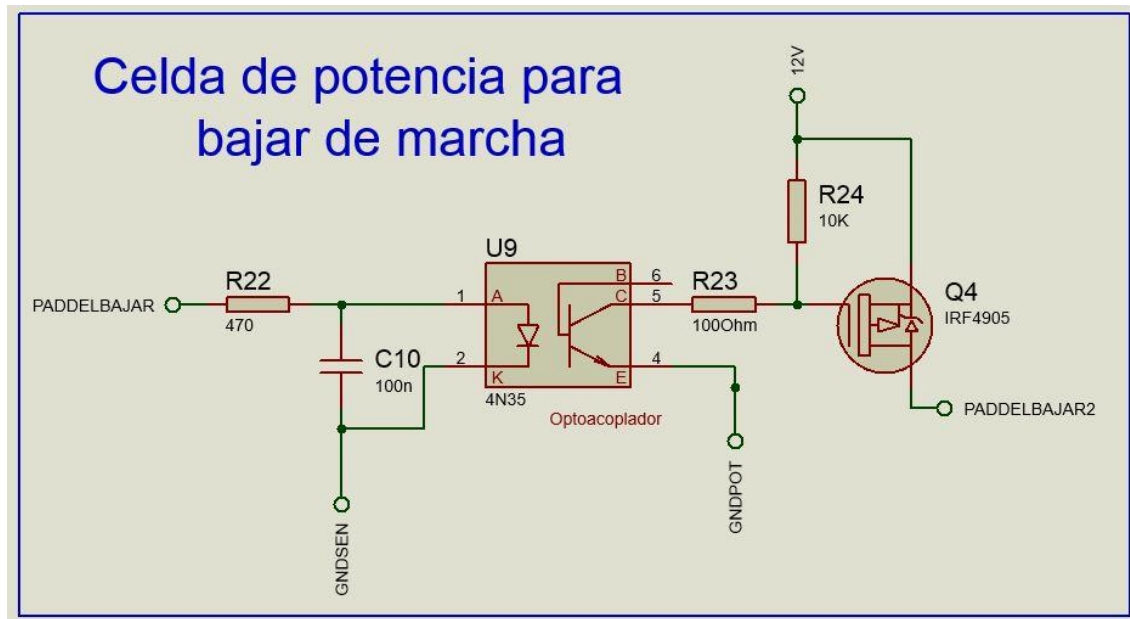 Celda de potencia para
bajar de marcha
12V
R24
10K
U9
R22
PADDELBAJAR
470
1
A
B
6
C
5
R23
100Ohm
Q4
IRF4905
C10
100n
2
K
E
4
4N35
Optoacoplador
PADDELBAJAR2
GNDSEN
GNDPOT